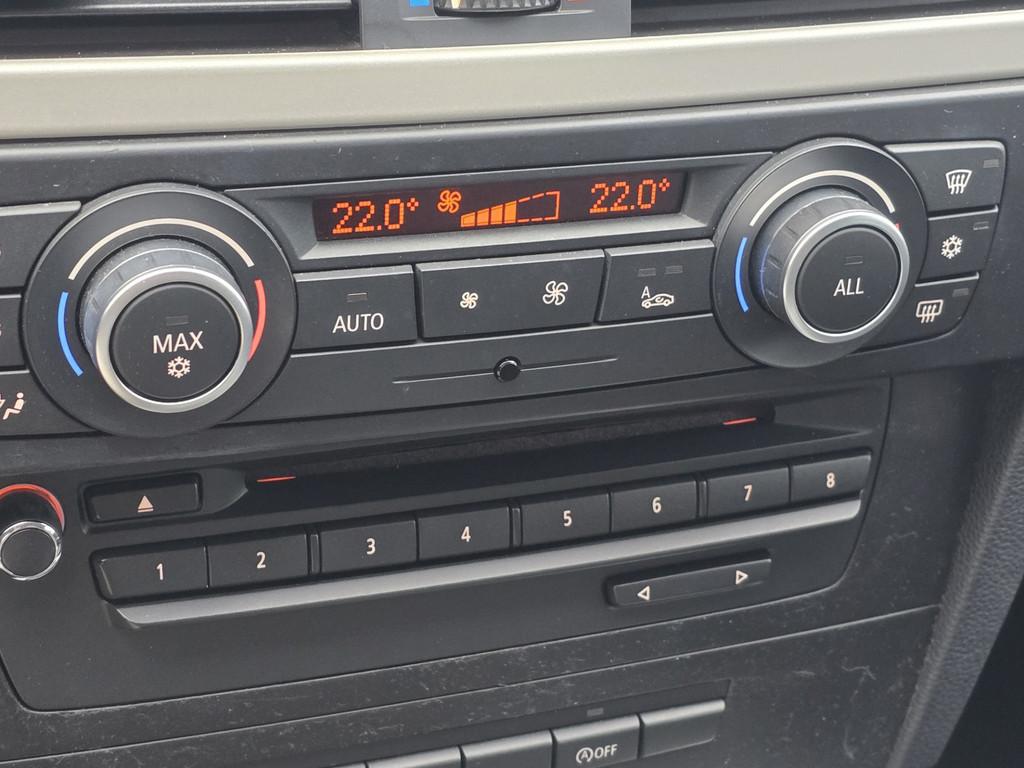 22.0° 22.0°
AUTO
A
MAX
ALL
1 2 3 4 5 6 7 8
A OFF